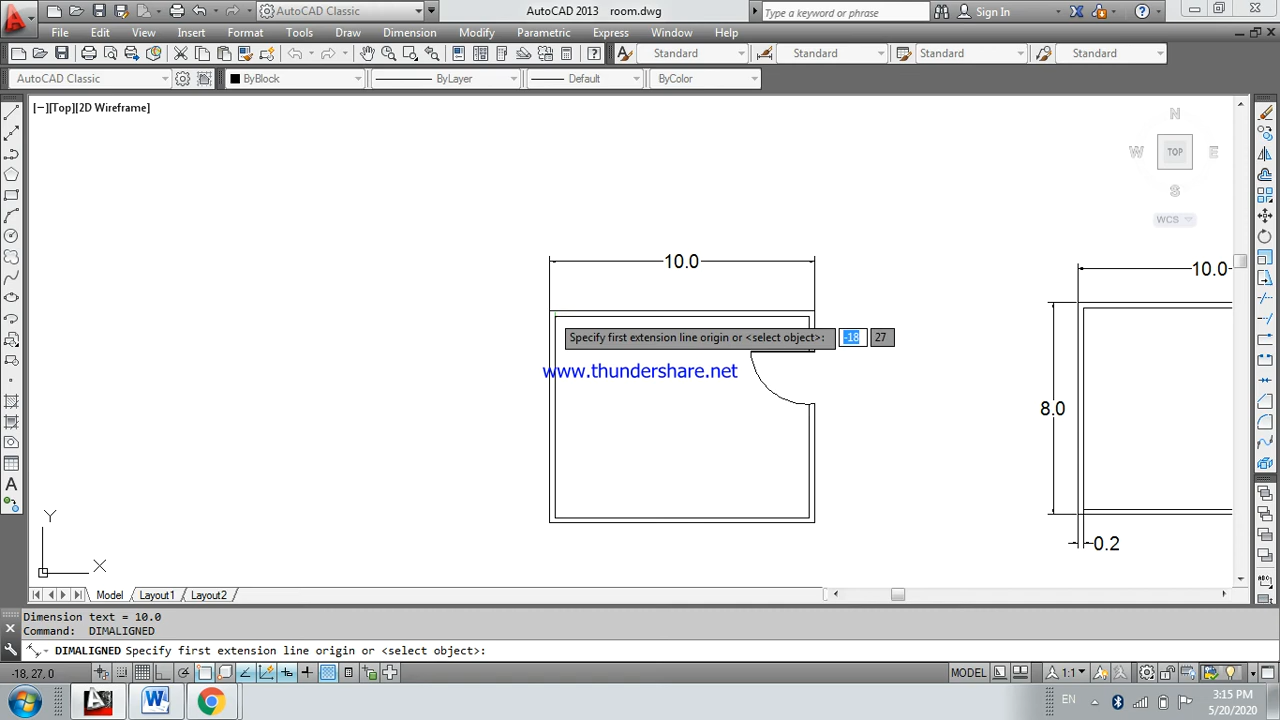 AutoCAD Classic
AutoCAD 2013 room.dwg
Type a keyword or phrase
Sign In
File Edit View Insert Format Tools Draw Dimension Modify Parametric Express Window Help
Standard Standard Standard Standard
AutoCAD Classic ByBlock ByLayer Default ByColor
[−][Top][2D Wireframe]
N
W TOP E
S
WCS
10.0
10.0
Specify first extension line origin or <select object>: -18 27
www.thundershare.net
8.0
0.2
Y
X
Model Layout1 Layout2
Dimension text = 10.0
Command: DIMALIGNED
DIMALIGNED Specify first extension line origin or <select object>:
-18, 27, 0
MODEL 1:1
EN
3:15 PM
5/20/2020